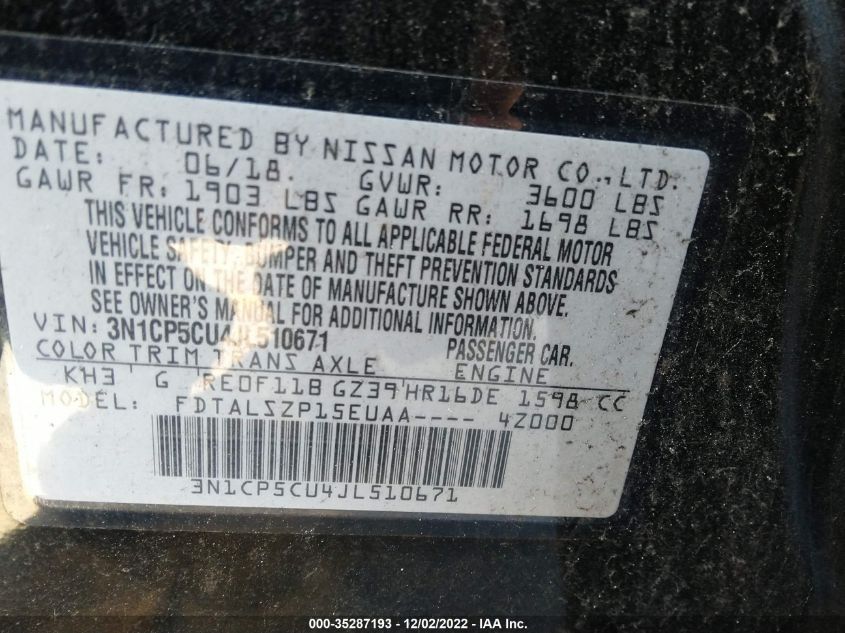 MANUFACTURED BY NISSAN MOTOR CO., LTD.
DATE: 06/18. GVWR: 3600 LBS
GAWR FR: 1903 LBS GAWR RR: 1698 LBS
THIS VEHICLE CONFORMS TO ALL APPLICABLE FEDERAL MOTOR
VEHICLE SAFETY, BUMPER AND THEFT PREVENTION STANDARDS
IN EFFECT ON THE DATE OF MANUFACTURE SHOWN ABOVE.
SEE OWNER'S MANUAL FOR ADDITIONAL INFORMATION
VIN: 3N1CP5CU4JL510671 PASSENGER CAR.
COLOR TRIM TRANS AXLE ENGINE
KH3 G RE0F11B GZ39 HR16DE 1598 CC
MODEL: FDTALSZP15EUAA---- 4Z000
3N1CP5CU4JL510671
000-35287193 - 12/02/2022 - IAA Inc.